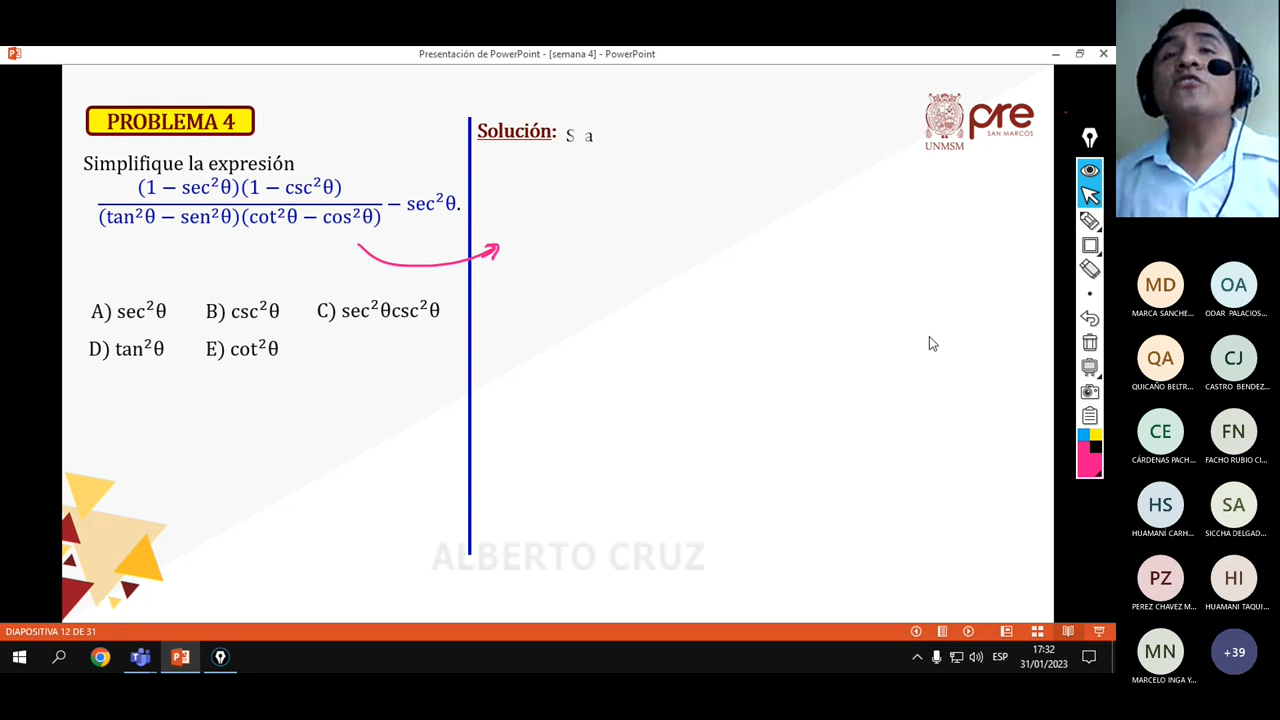 Presentación de PowerPoint - [semana 4] - PowerPoint
PROBLEMA 4
Simplifique la expresión
(1 − sec²θ)(1 − csc²θ)
(tan²θ − sen²θ)(cot²θ − cos²θ)
− sec²θ.
A) sec²θ B) csc²θ C) sec²θcsc²θ
D) tan²θ E) cot²θ
Solución: S a
UNMSM
pre
SAN MARCOS
ALBERTO CRUZ
MD
MARCA SANCHE...
OA
ODAR PALACIOS...
QA
QUICAÑO BELTR...
CJ
CASTRO BENDEZ...
CE
CÁRDENAS PACH...
FN
FACHO RUBIO CI...
HS
HUAMANÍ CARH...
SA
SICCHA DELGAD...
PZ
PEREZ CHAVEZ M...
HI
HUAMANI TAQUI...
MN
MARCELO INGA Y...
+39
DIAPOSITIVA 12 DE 31
ESP
17:32
31/01/2023